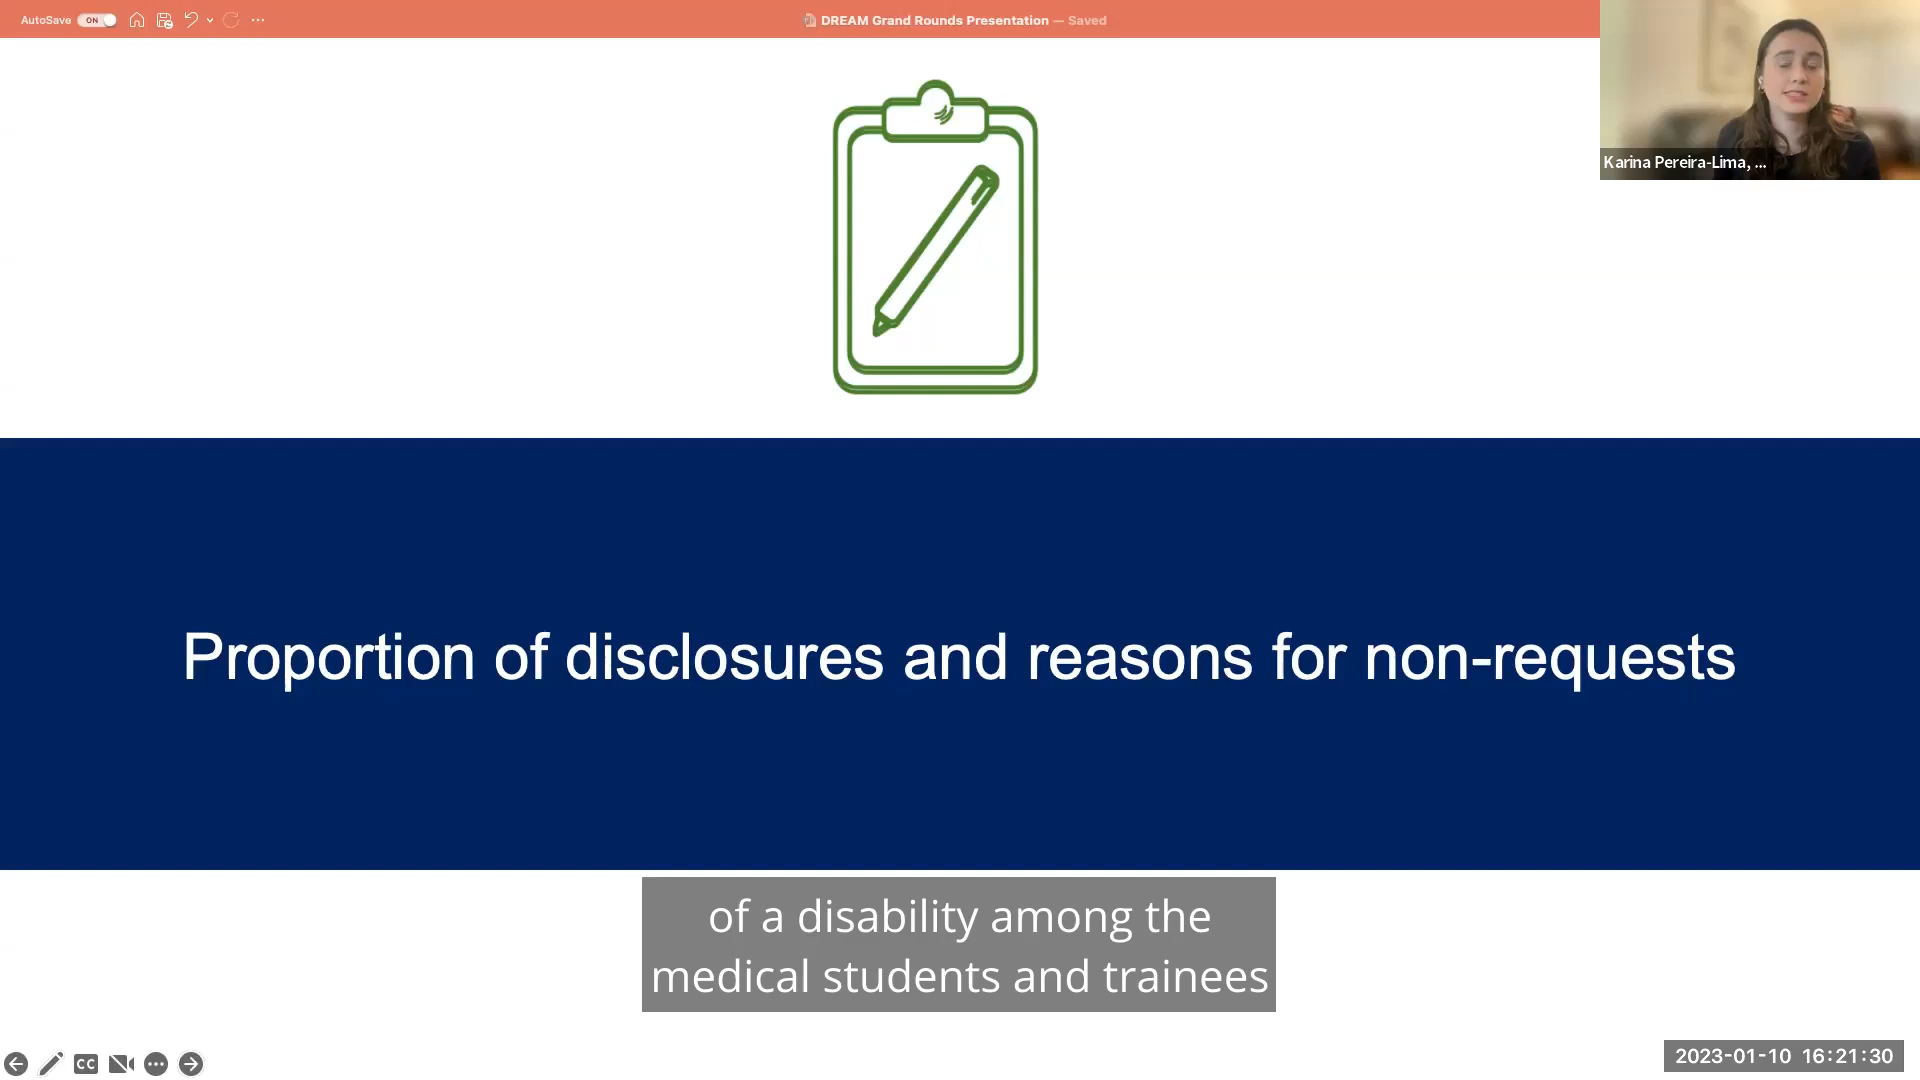 AutoSave ON
DREAM Grand Rounds Presentation — Saved
Karina Pereira-Lima, ...
Proportion of disclosures and reasons for non-requests
of a disability among the
medical students and trainees
CC
2023-01-10 16:21:30